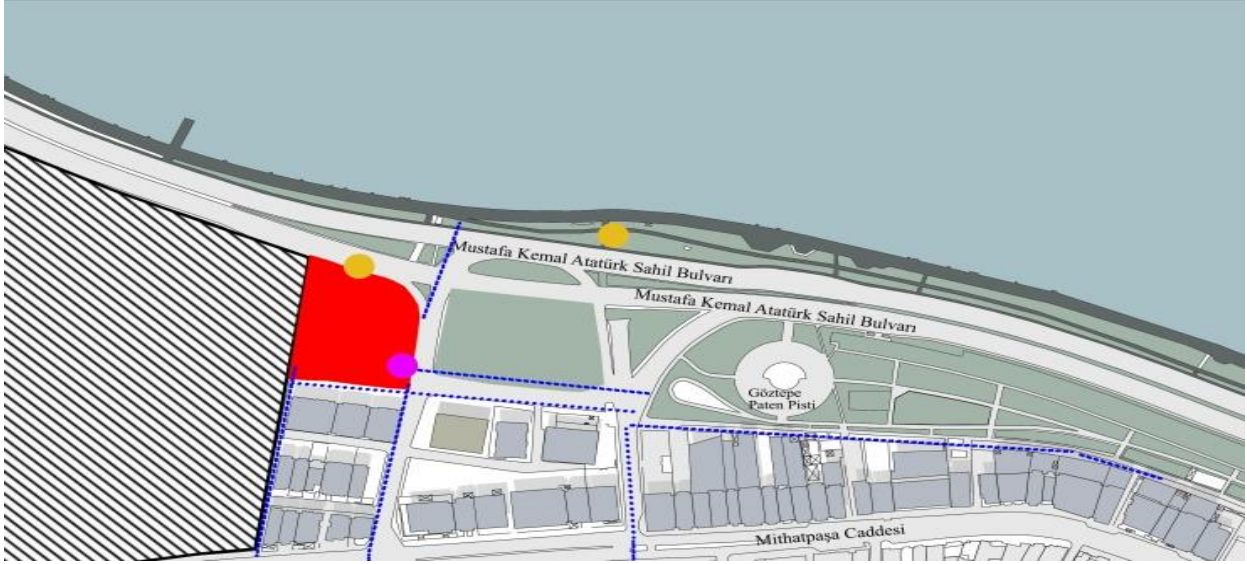 Mustafa Kemal Atatürk Sahil Bulvarı
Mustafa Kemal Atatürk Sahil Bulvarı
Göztepe
Paten Pisti
Mithatpaşa Caddesi